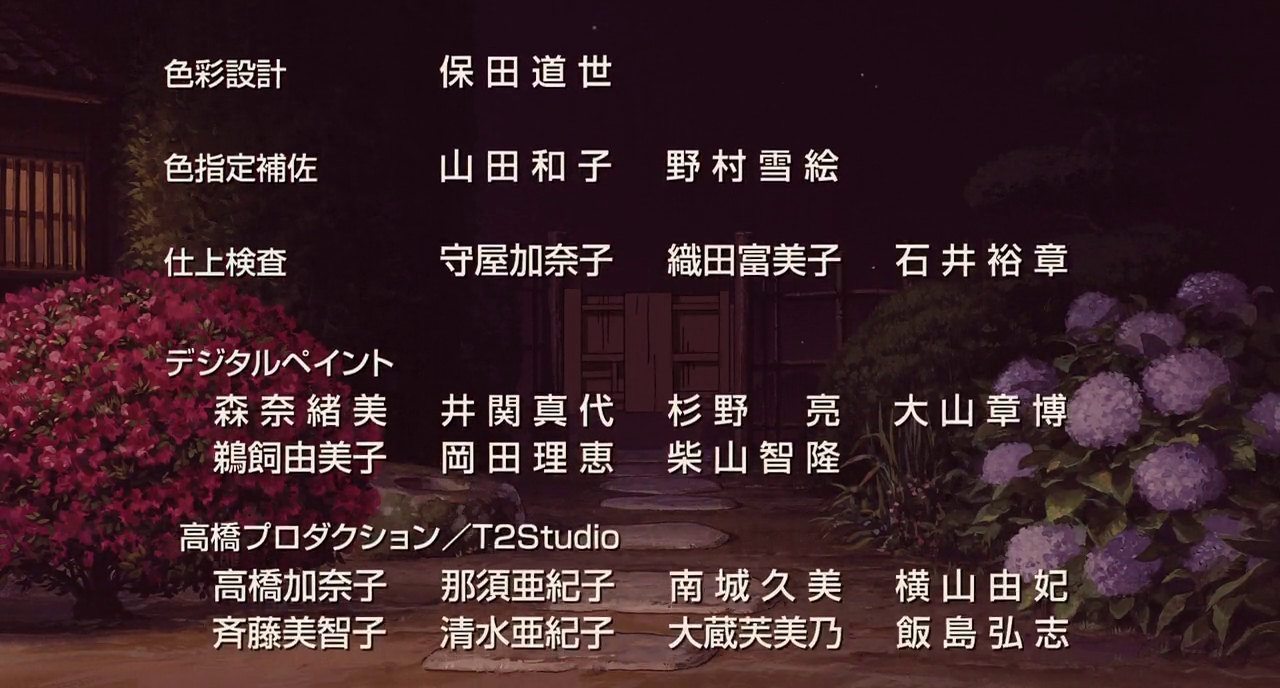 色彩設計 保田道世
色指定補佐 山田和子 野村雪絵
仕上検査 守屋加奈子 織田富美子 石井裕章
デジタルペイント
森奈緒美 井関真代 杉野 亮 大山章博
鵜飼由美子 岡田理恵 柴山智隆
高橋プロダクション／T2Studio
高橋加奈子 那須亜紀子 南城久美 横山由妃
斉藤美智子 清水亜紀子 大蔵芙美乃 飯島弘志